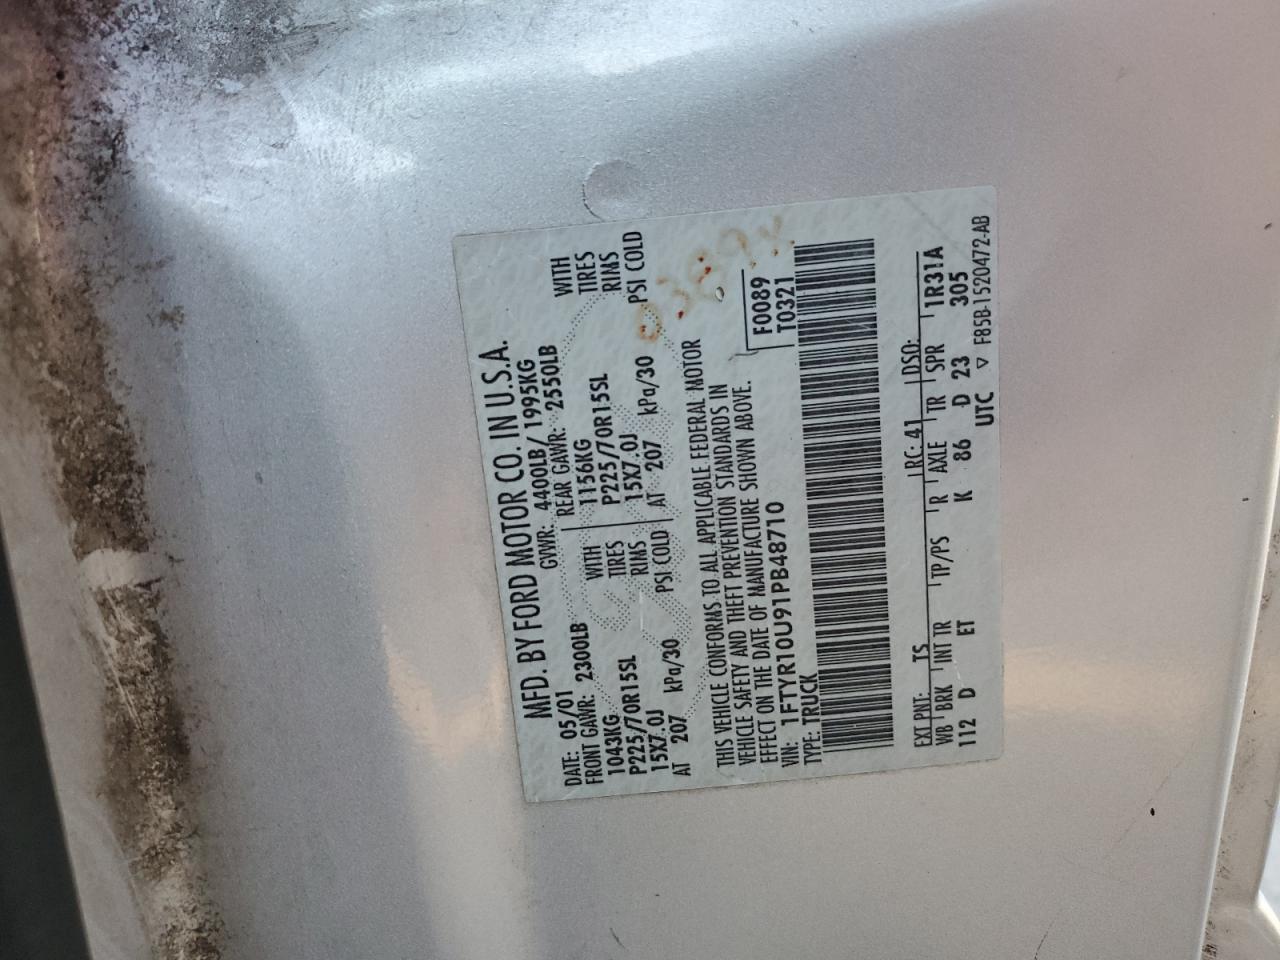 MFD. BY FORD MOTOR CO. IN U.S.A.
DATE: 05/01 GVWR: 4400LB/ 1995KG
FRONT GAWR: 2300LB REAR GAWR: 2550LB
1043KG WITH 1156KG WITH
P225/70R15SL TIRES P225/70R15SL TIRES
15X7.0J RIMS 15X7.0J RIMS
AT 207 kPa/30 PSI COLD AT 207 kPa/30 PSI COLD
THIS VEHICLE CONFORMS TO ALL APPLICABLE FEDERAL MOTOR
VEHICLE SAFETY AND THEFT PREVENTION STANDARDS IN
EFFECT ON THE DATE OF MANUFACTURE SHOWN ABOVE.
VIN: 1FTYR10U91PB48710 F0089
TYPE: TRUCK T0321
EXT PNT: TS RC: 41 DSO:
WB BRK INT TR TP/PS R AXLE TR SPR 1R31A
112 D ET K 86 D 23 305
UTC ▽ F85B-1520472-AB